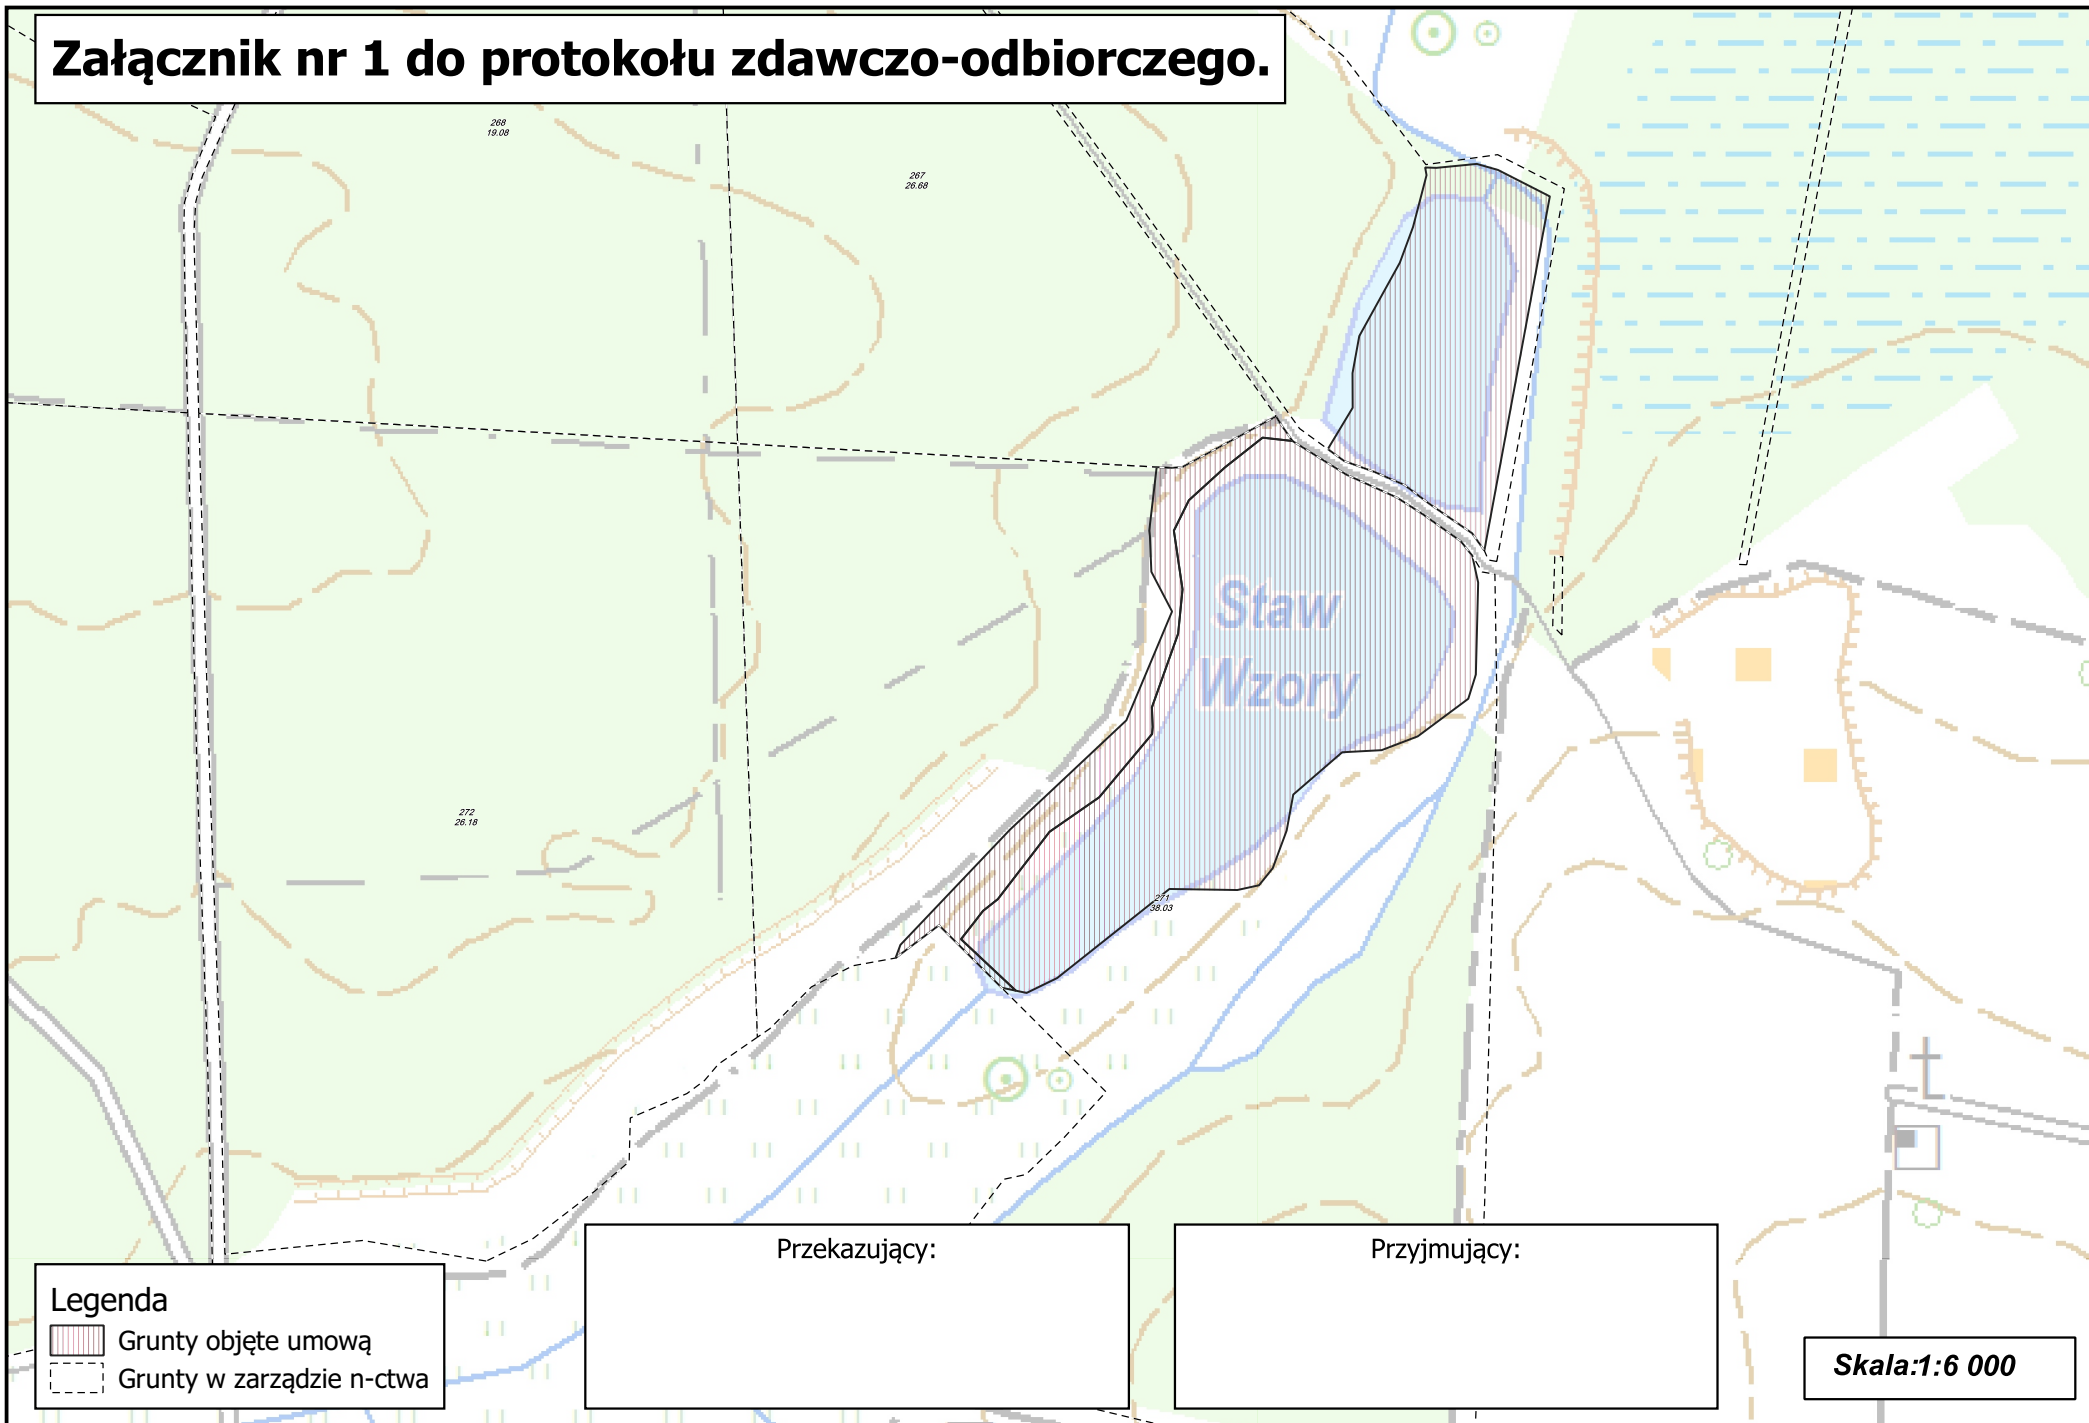 Załącznik nr 1 do protokołu zdawczo-odbiorczego.
268
19.08
267
26.68
Staw
Wzory
272
26.18
271
38.03
Przekazujący:
Przyjmujący:
Legenda
Grunty objęte umową
Grunty w zarządzie n-ctwa
Skala:1:6 000